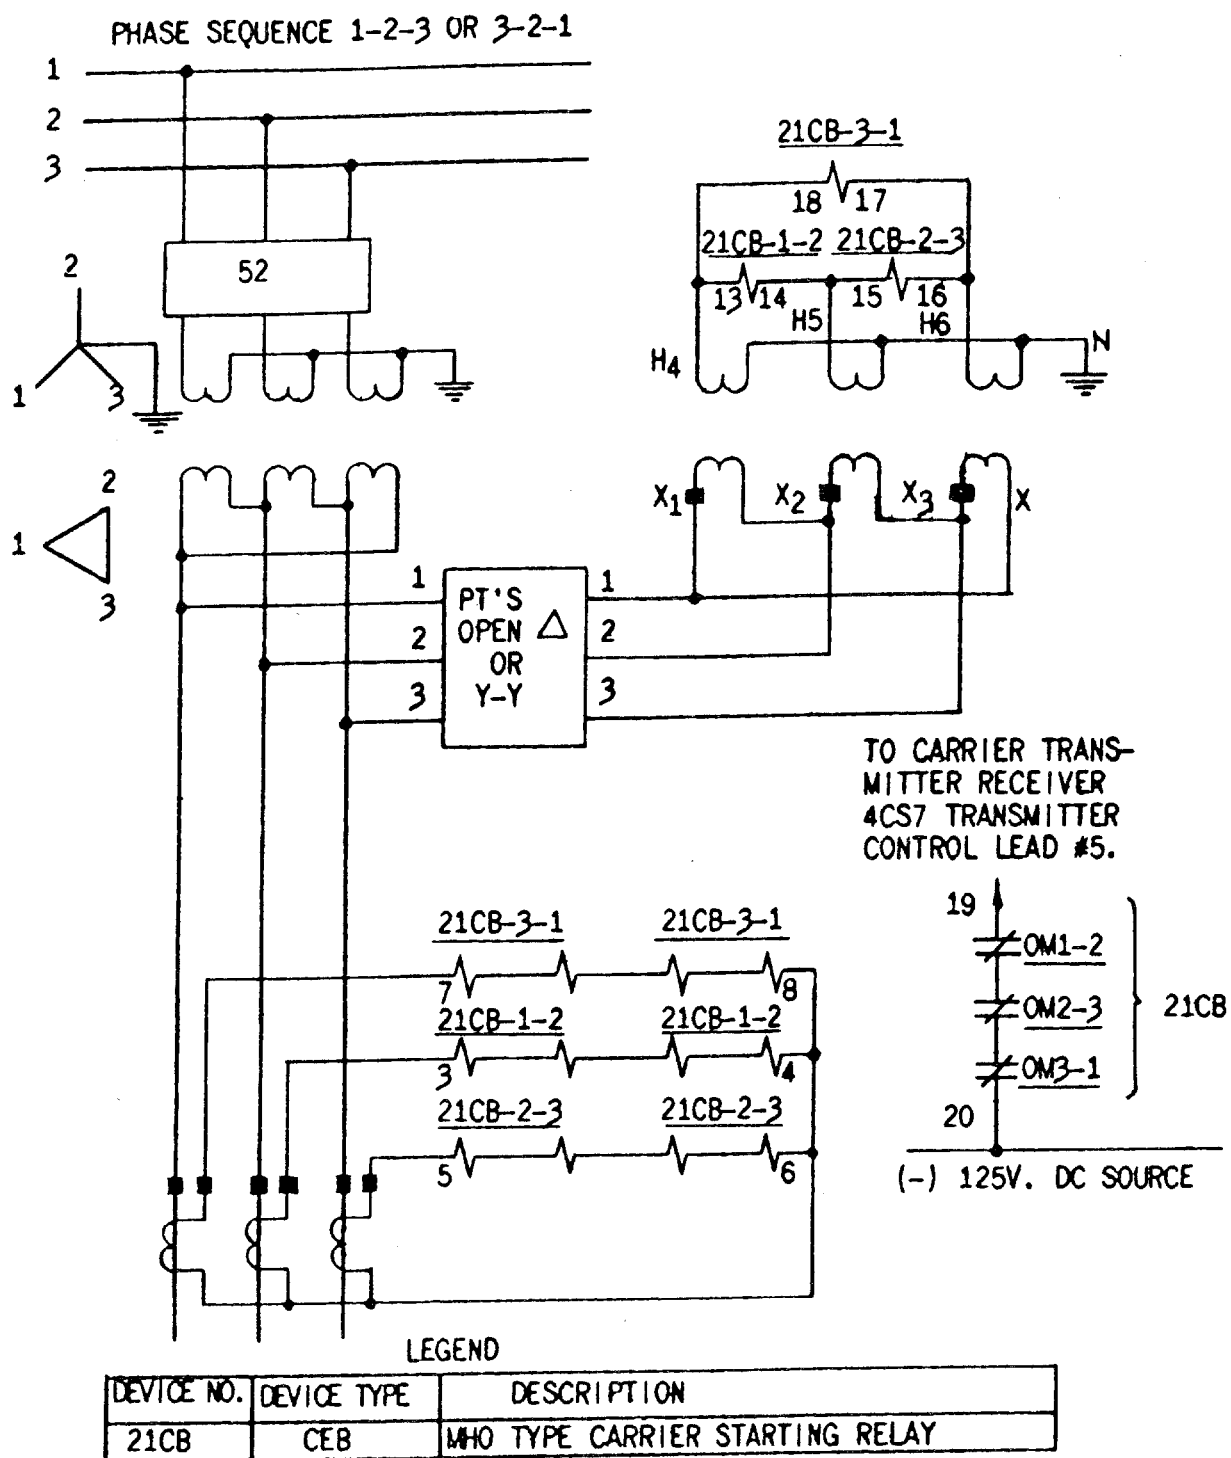 PHASE SEQUENCE 1-2-3 OR 3-2-1
1
2
3
52
2
1
3
21CB-3-1
18 17
21CB-1-2 21CB-2-3
13 14 15 16
H5 H6
H4
N
2
1
3
X1 X2 X3 X
1 PT'S 1
2 OPEN △ 2
OR
3 Y-Y 3
TO CARRIER TRANS-
MITTER RECEIVER
4CS7 TRANSMITTER
CONTROL LEAD #5.
21CB-3-1 21CB-3-1
7 8
21CB-1-2 21CB-1-2
3 4
21CB-2-3 21CB-2-3
5 6
19
OM1-2
OM2-3
OM3-1
21CB
20
(-) 125V. DC SOURCE
LEGEND
DEVICE NO. DEVICE TYPE DESCRIPTION
21CB CEB MHO TYPE CARRIER STARTING RELAY